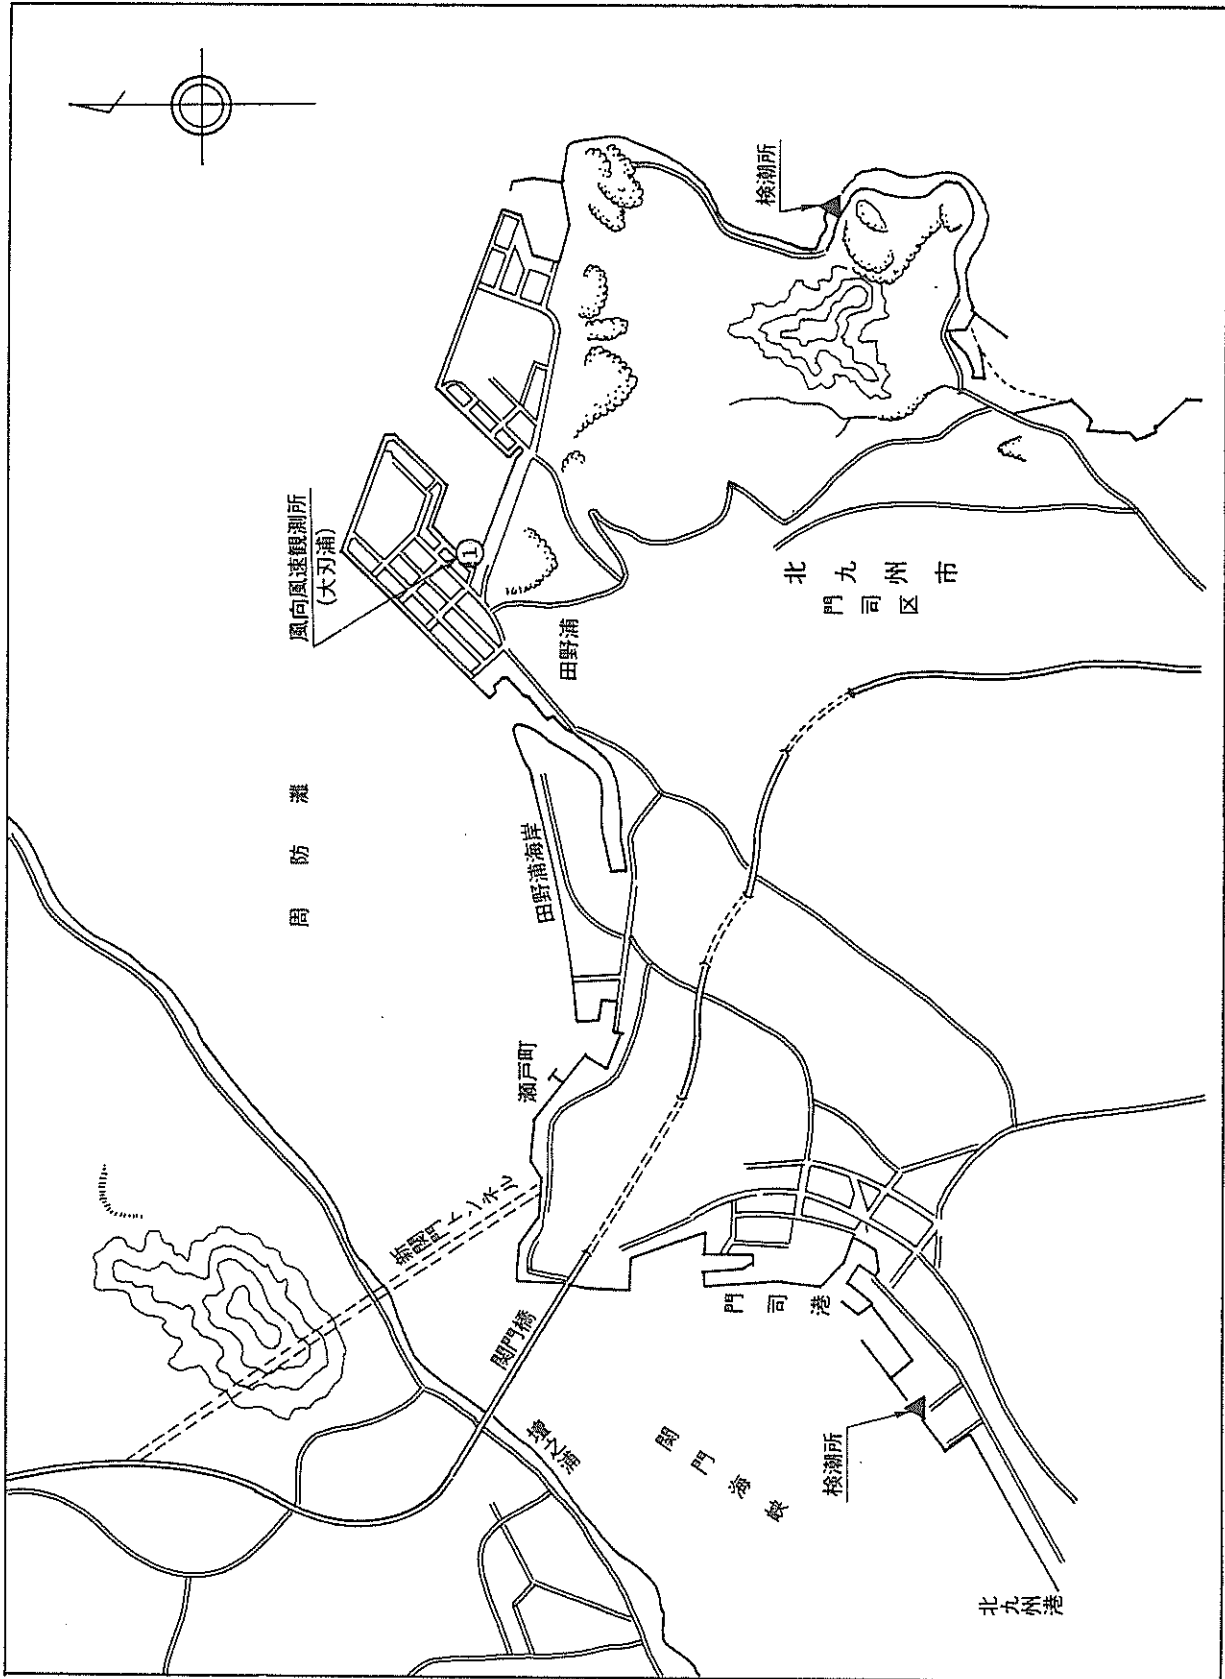 検潮所
風向風速観測所
(大刃浦)
①
北九州市
門司区
田野浦
周防灘
田野浦海岸
瀬戸町
新関門トンネル
関門橋
門司港
壇之浦
関門海峡
検潮所
北九州港